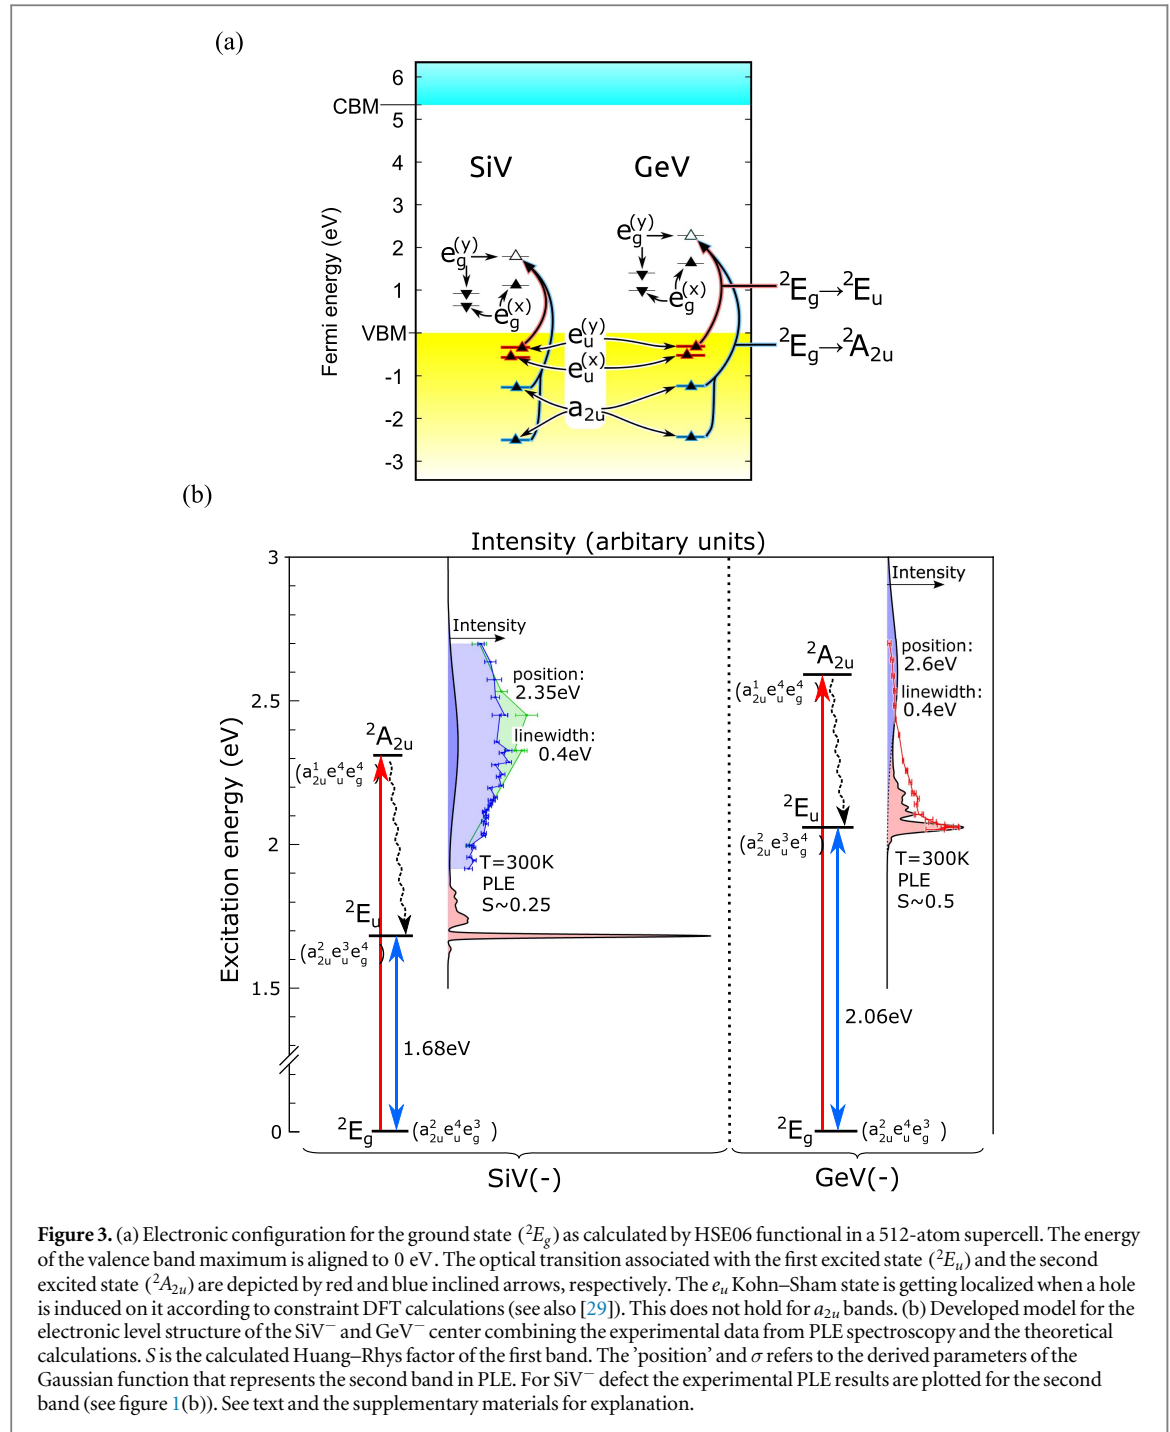 (a)
6
CBM
5
SiV GeV
4
3
2
1
VBM
-1
-2
-3
Fermi energy (eV)
e_g^(y) e_g^(y)
e_g^(x) e_g^(x)
e_u^(y)
e_u^(x)
a_2u
²E_g→²E_u
²E_g→²A_2u
(b)
Intensity (arbitary units)
3
2.5
2
1.5
0
Excitation energy (eV)
Intensity
position:
2.35eV
linewidth:
0.4eV
T=300K
PLE
S~0.25
²A_2u
(a¹_2u e⁴_u e⁴_g)
²E_u
(a²_2u e³_u e⁴_g)
1.68eV
²E_g (a²_2u e⁴_u e³_g )
SiV(-)
Intensity
position:
2.6eV
linewidth:
0.4eV
T=300K
PLE
S~0.5
²A_2u
(a¹_2u e⁴_u e⁴_g)
²E_u
(a²_2u e³_u e⁴_g)
2.06eV
²E_g (a²_2u e⁴_u e³_g )
GeV(-)
Figure 3. (a) Electronic configuration for the ground state (²E_g) as calculated by HSE06 functional in a 512-atom supercell. The energy
of the valence band maximum is aligned to 0 eV. The optical transition associated with the first excited state (²E_u) and the second
excited state (²A_2u) are depicted by red and blue inclined arrows, respectively. The e_u Kohn–Sham state is getting localized when a hole
is induced on it according to constraint DFT calculations (see also [29]). This does not hold for a_2u bands. (b) Developed model for the
electronic level structure of the SiV⁻ and GeV⁻ center combining the experimental data from PLE spectroscopy and the theoretical
calculations. S is the calculated Huang–Rhys factor of the first band. The 'position' and σ refers to the derived parameters of the
Gaussian function that represents the second band in PLE. For SiV⁻ defect the experimental PLE results are plotted for the second
band (see figure 1(b)). See text and the supplementary materials for explanation.